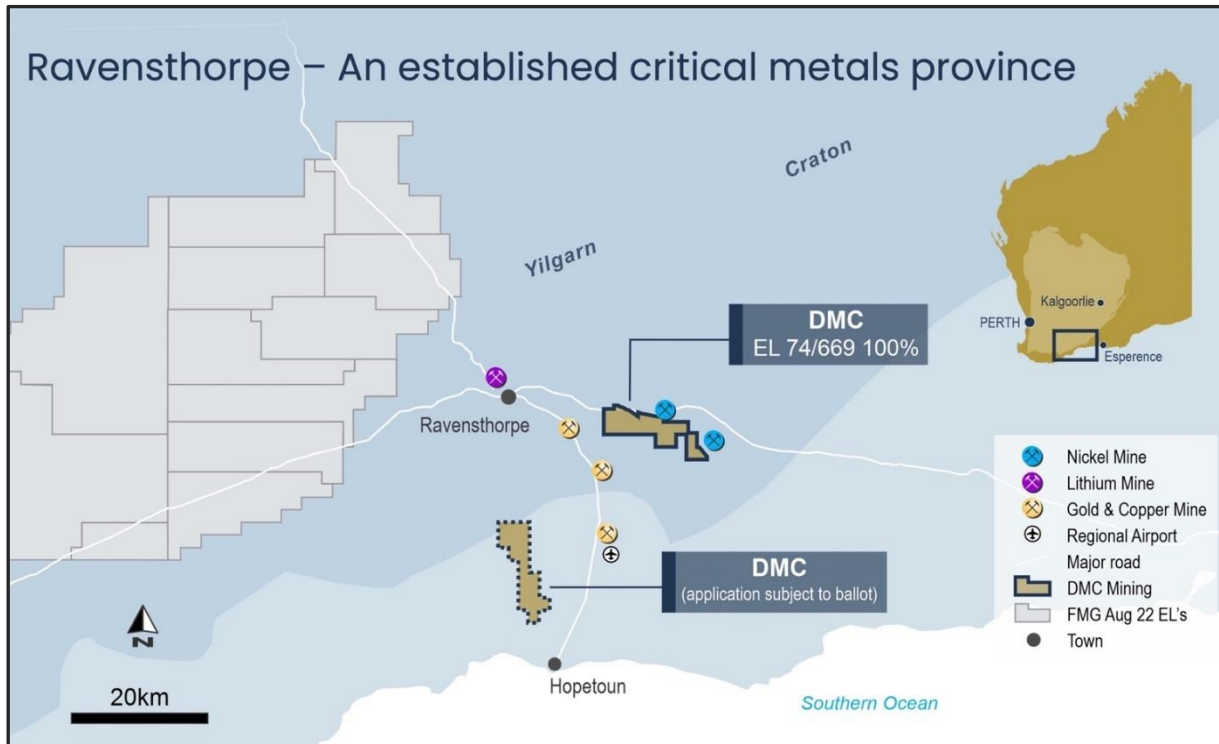 Ravensthorpe – An established critical metals province
Craton
Yilgarn
Kalgoorlie
PERTH
Esperence
DMC
EL 74/669 100%
Ravensthorpe
DMC
(application subject to ballot)
Nickel Mine
Lithium Mine
Gold & Copper Mine
Regional Airport
Major road
DMC Mining
FMG Aug 22 EL's
Town
N
20km
Hopetoun
Southern Ocean